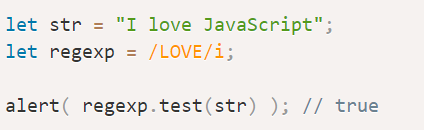 let str = "I love JavaScript";
let regexp = /LOVE/i;
alert( regexp.test(str) ); // true